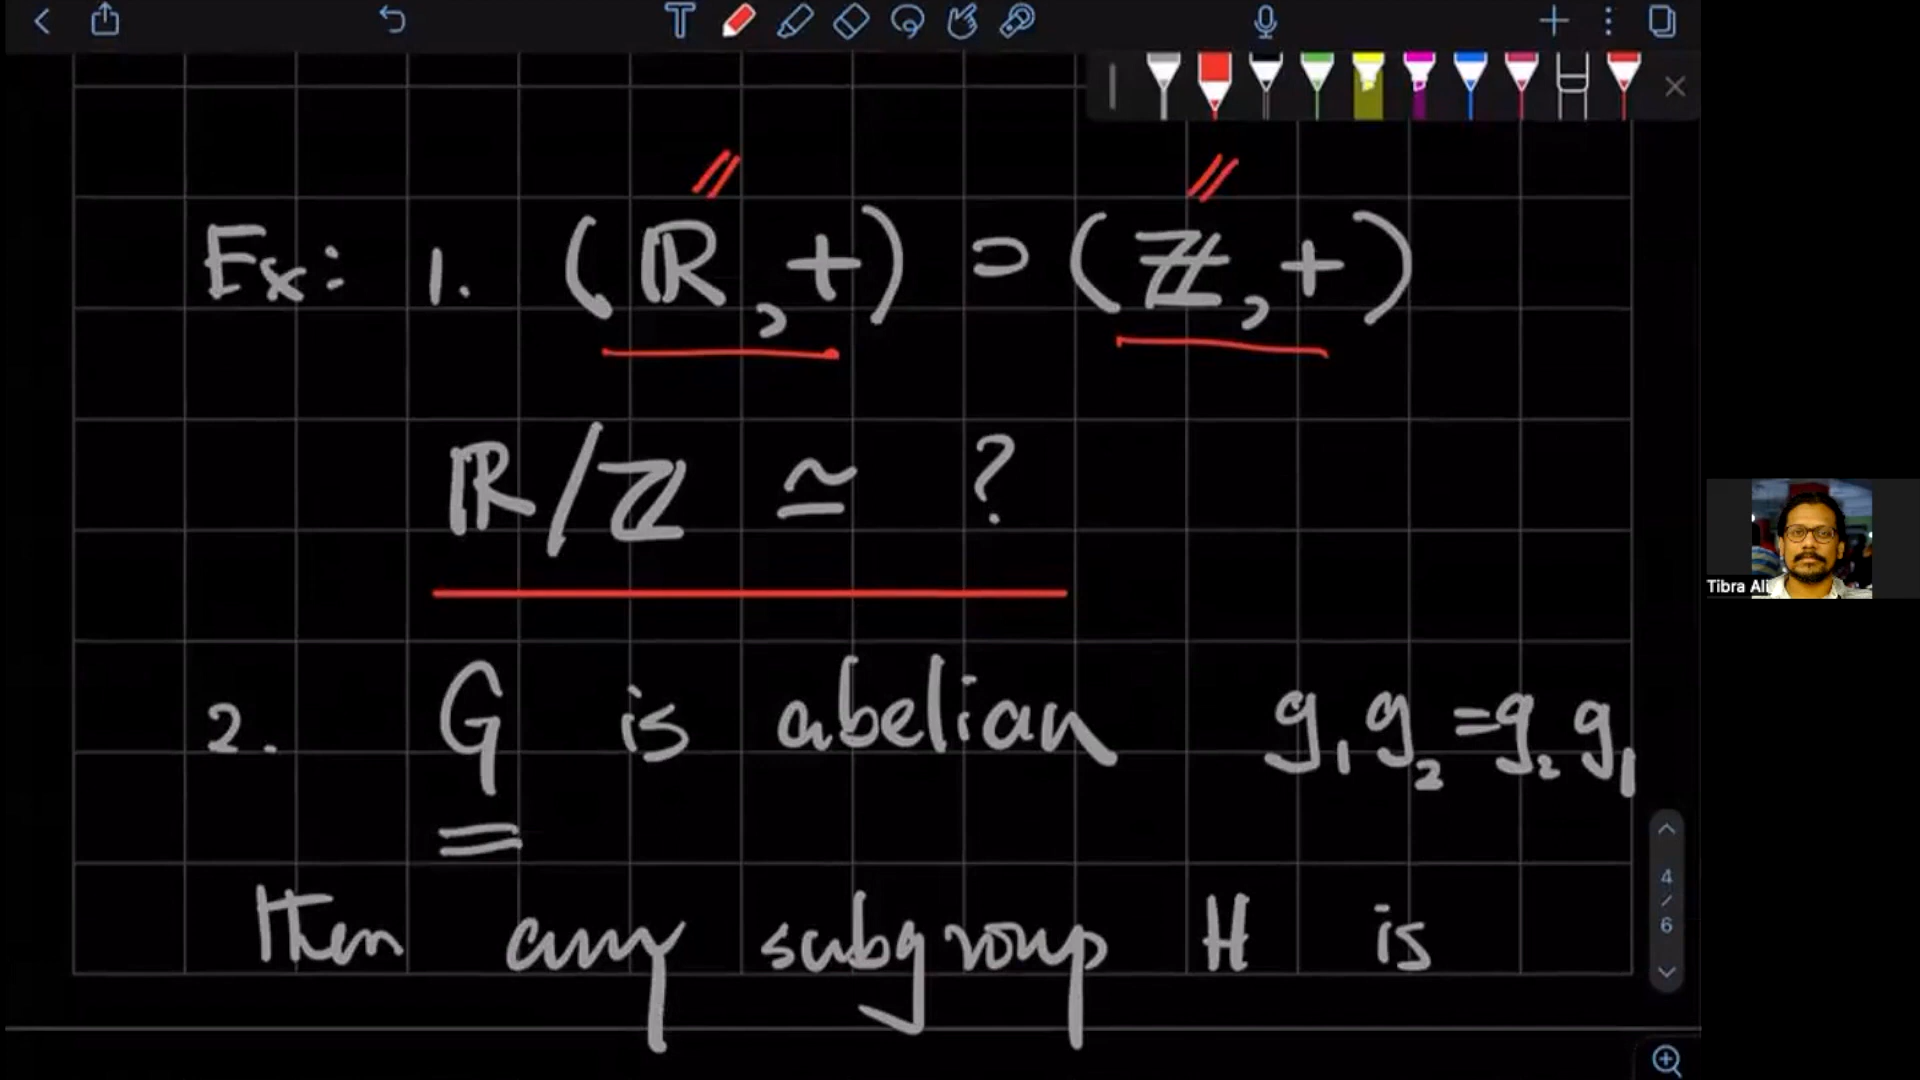 Ex: 1. (ℝ, +) ⊃ (ℤ, +)
ℝ/ℤ ≃ ?
2. G is abelian g₁g₂=g₂g₁
then any subgroup H is
4
/
6
Tibra Ali